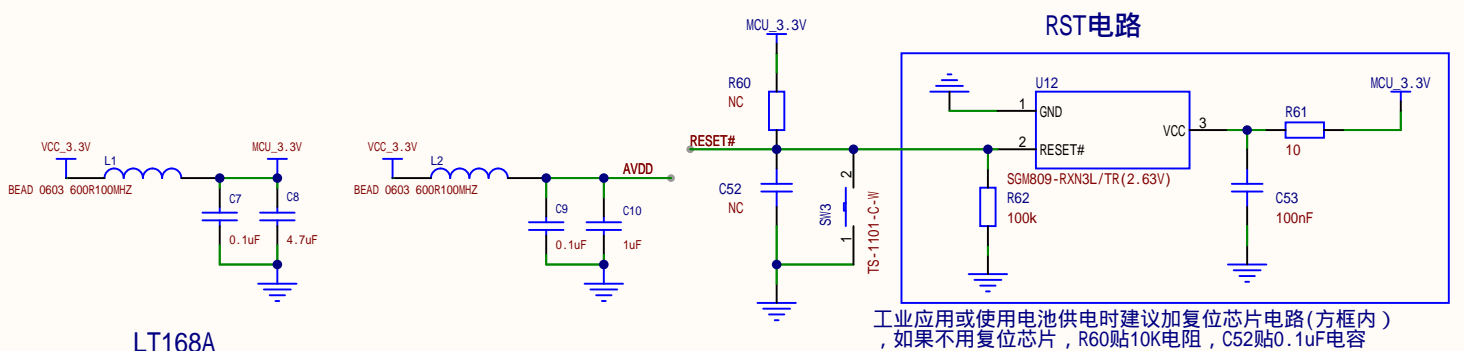 RST电路
MCU_3.3V
R60
NC
RESET#
C52
NC
SW3
2
1
TS-1101-C-W
U12
1
GND
2
RESET#
VCC
3
SGM809-RXN3L/TR(2.63V)
R61
10
MCU_3.3V
R62
100k
C53
100nF
VCC_3.3V
L1
BEAD 0603 600R100MHZ
MCU_3.3V
C7
0.1uF
C8
4.7uF
VCC_3.3V
L2
BEAD 0603 600R100MHZ
AVDD
C9
0.1uF
C10
1uF
工业应用或使用电池供电时建议加复位芯片电路(方框内)
,如果不用复位芯片,R60贴10K电阻,C52贴0.1uF电容
LT168A